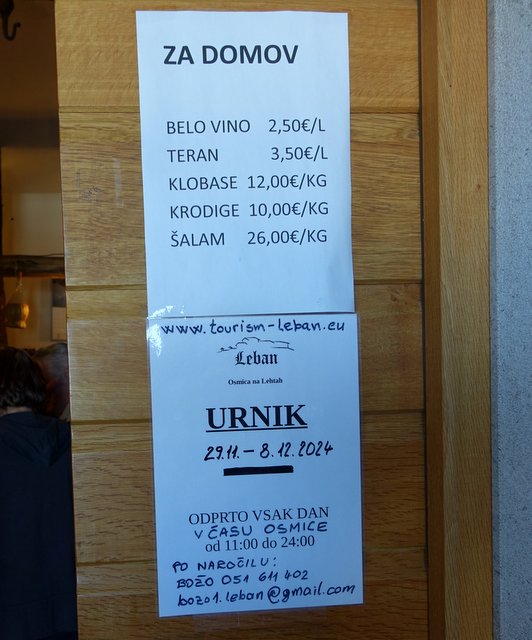 ZA DOMOV
BELO VINO 2,50€/L
TERAN 3,50€/L
KLOBASE 12,00€/KG
KRODIGE 10,00€/KG
ŠALAM 26,00€/KG
www.tourism-leban.eu
Leban
Osmica na Lehtah
URNIK
29.11. – 8.12.2024
ODPRTO VSAK DAN
V ČASU OSMICE
od 11:00 do 24:00
PO NAROČILU:
BOŽO 051 611 402
bozo1.leban@gmail.com